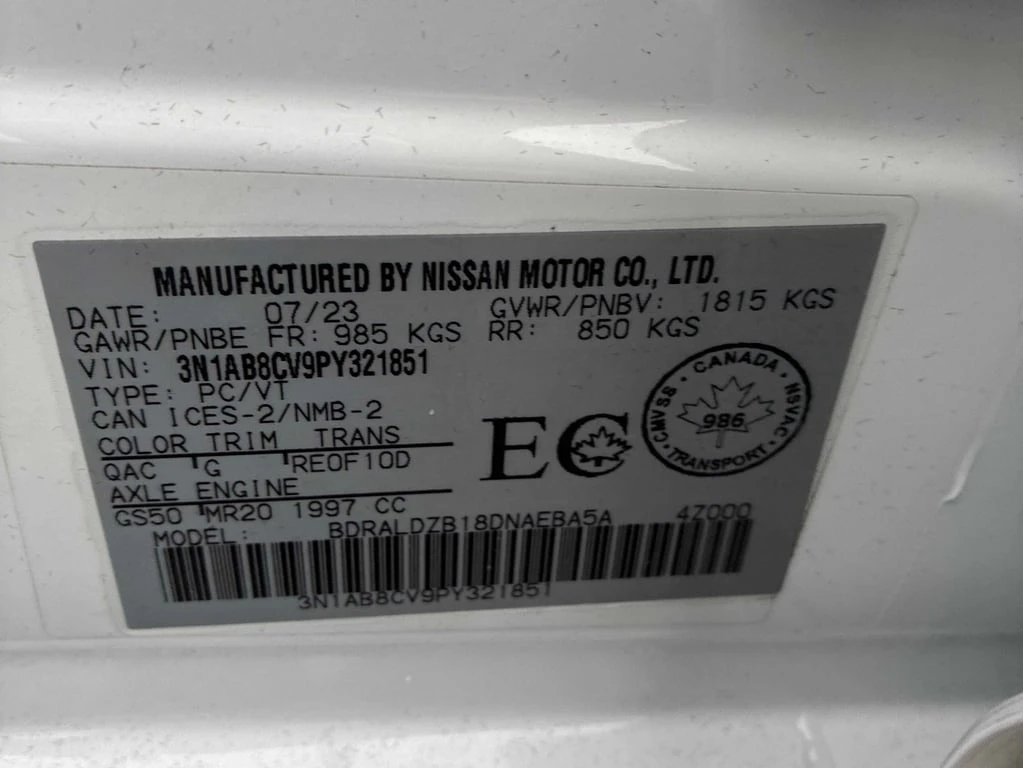 MANUFACTURED BY NISSAN MOTOR CO., LTD.
DATE: 07/23 GVWR/PNBV: 1815 KGS
GAWR/PNBE FR: 985 KGS RR: 850 KGS
VIN: 3N1AB8CV9PY321851
TYPE: PC/VT
CAN ICES-2/NMB-2
COLOR TRIM TRANS
QAC G RE0F10D
AXLE ENGINE
GS50 MR20 1997 CC
MODEL: BDRALDZB18DNAEBA5A 4Z000
3N1AB8CV9PY321851
EC
CANADA
CMVSS NSVAC
986
TRANSPORT